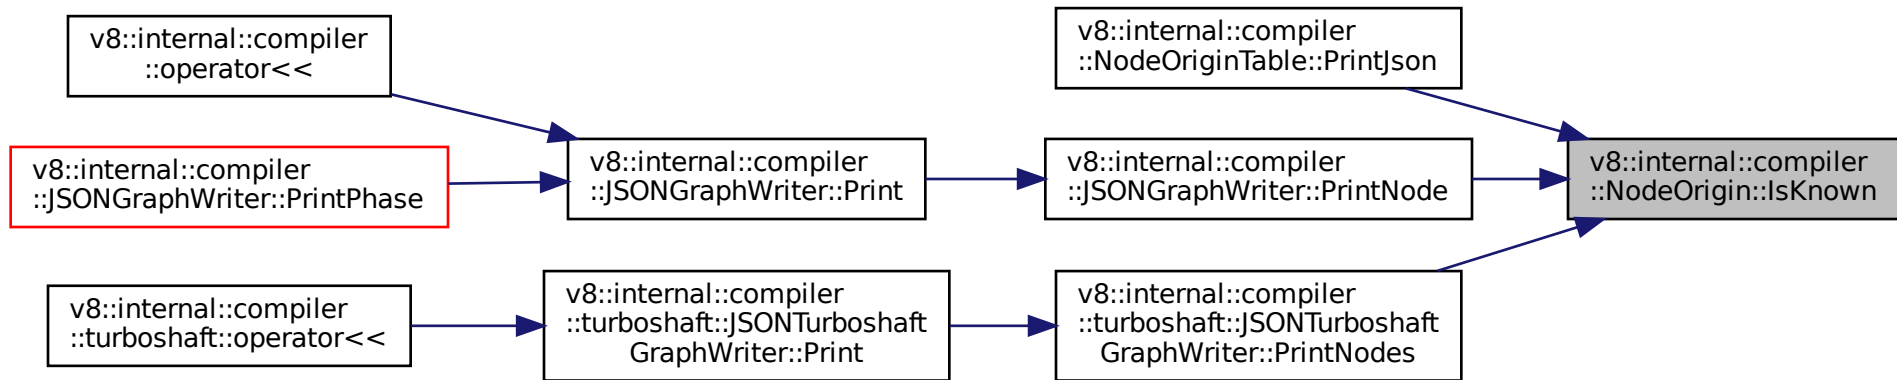 v8::internal::compiler
::operator<<
v8::internal::compiler
::JSONGraphWriter::PrintPhase
v8::internal::compiler
::turboshaft::operator<<
v8::internal::compiler
::JSONGraphWriter::Print
v8::internal::compiler
::turboshaft::JSONTurboshaft
GraphWriter::Print
v8::internal::compiler
::NodeOriginTable::PrintJson
v8::internal::compiler
::JSONGraphWriter::PrintNode
v8::internal::compiler
::turboshaft::JSONTurboshaft
GraphWriter::PrintNodes
v8::internal::compiler
::NodeOrigin::IsKnown